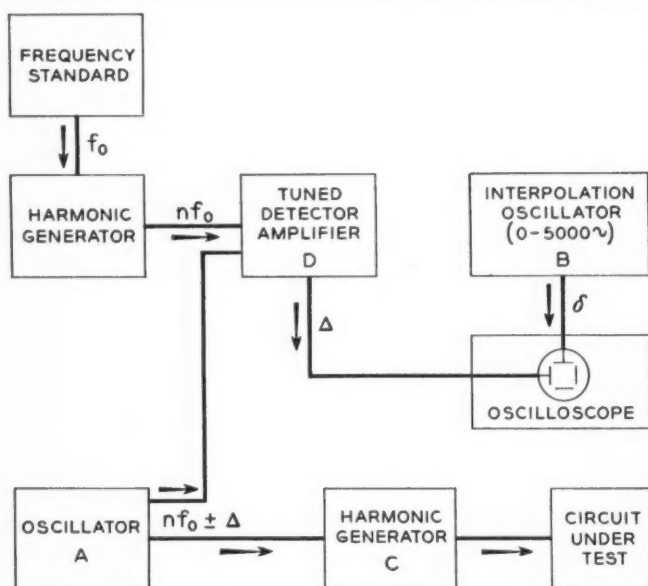 FREQUENCY
STANDARD
f₀
HARMONIC
GENERATOR
nf₀
TUNED
DETECTOR
AMPLIFIER
D
INTERPOLATION
OSCILLATOR
(0-5000~)
B
Δ
δ
OSCILLOSCOPE
OSCILLATOR
A
nf₀ ± Δ
HARMONIC
GENERATOR
C
CIRCUIT
UNDER
TEST